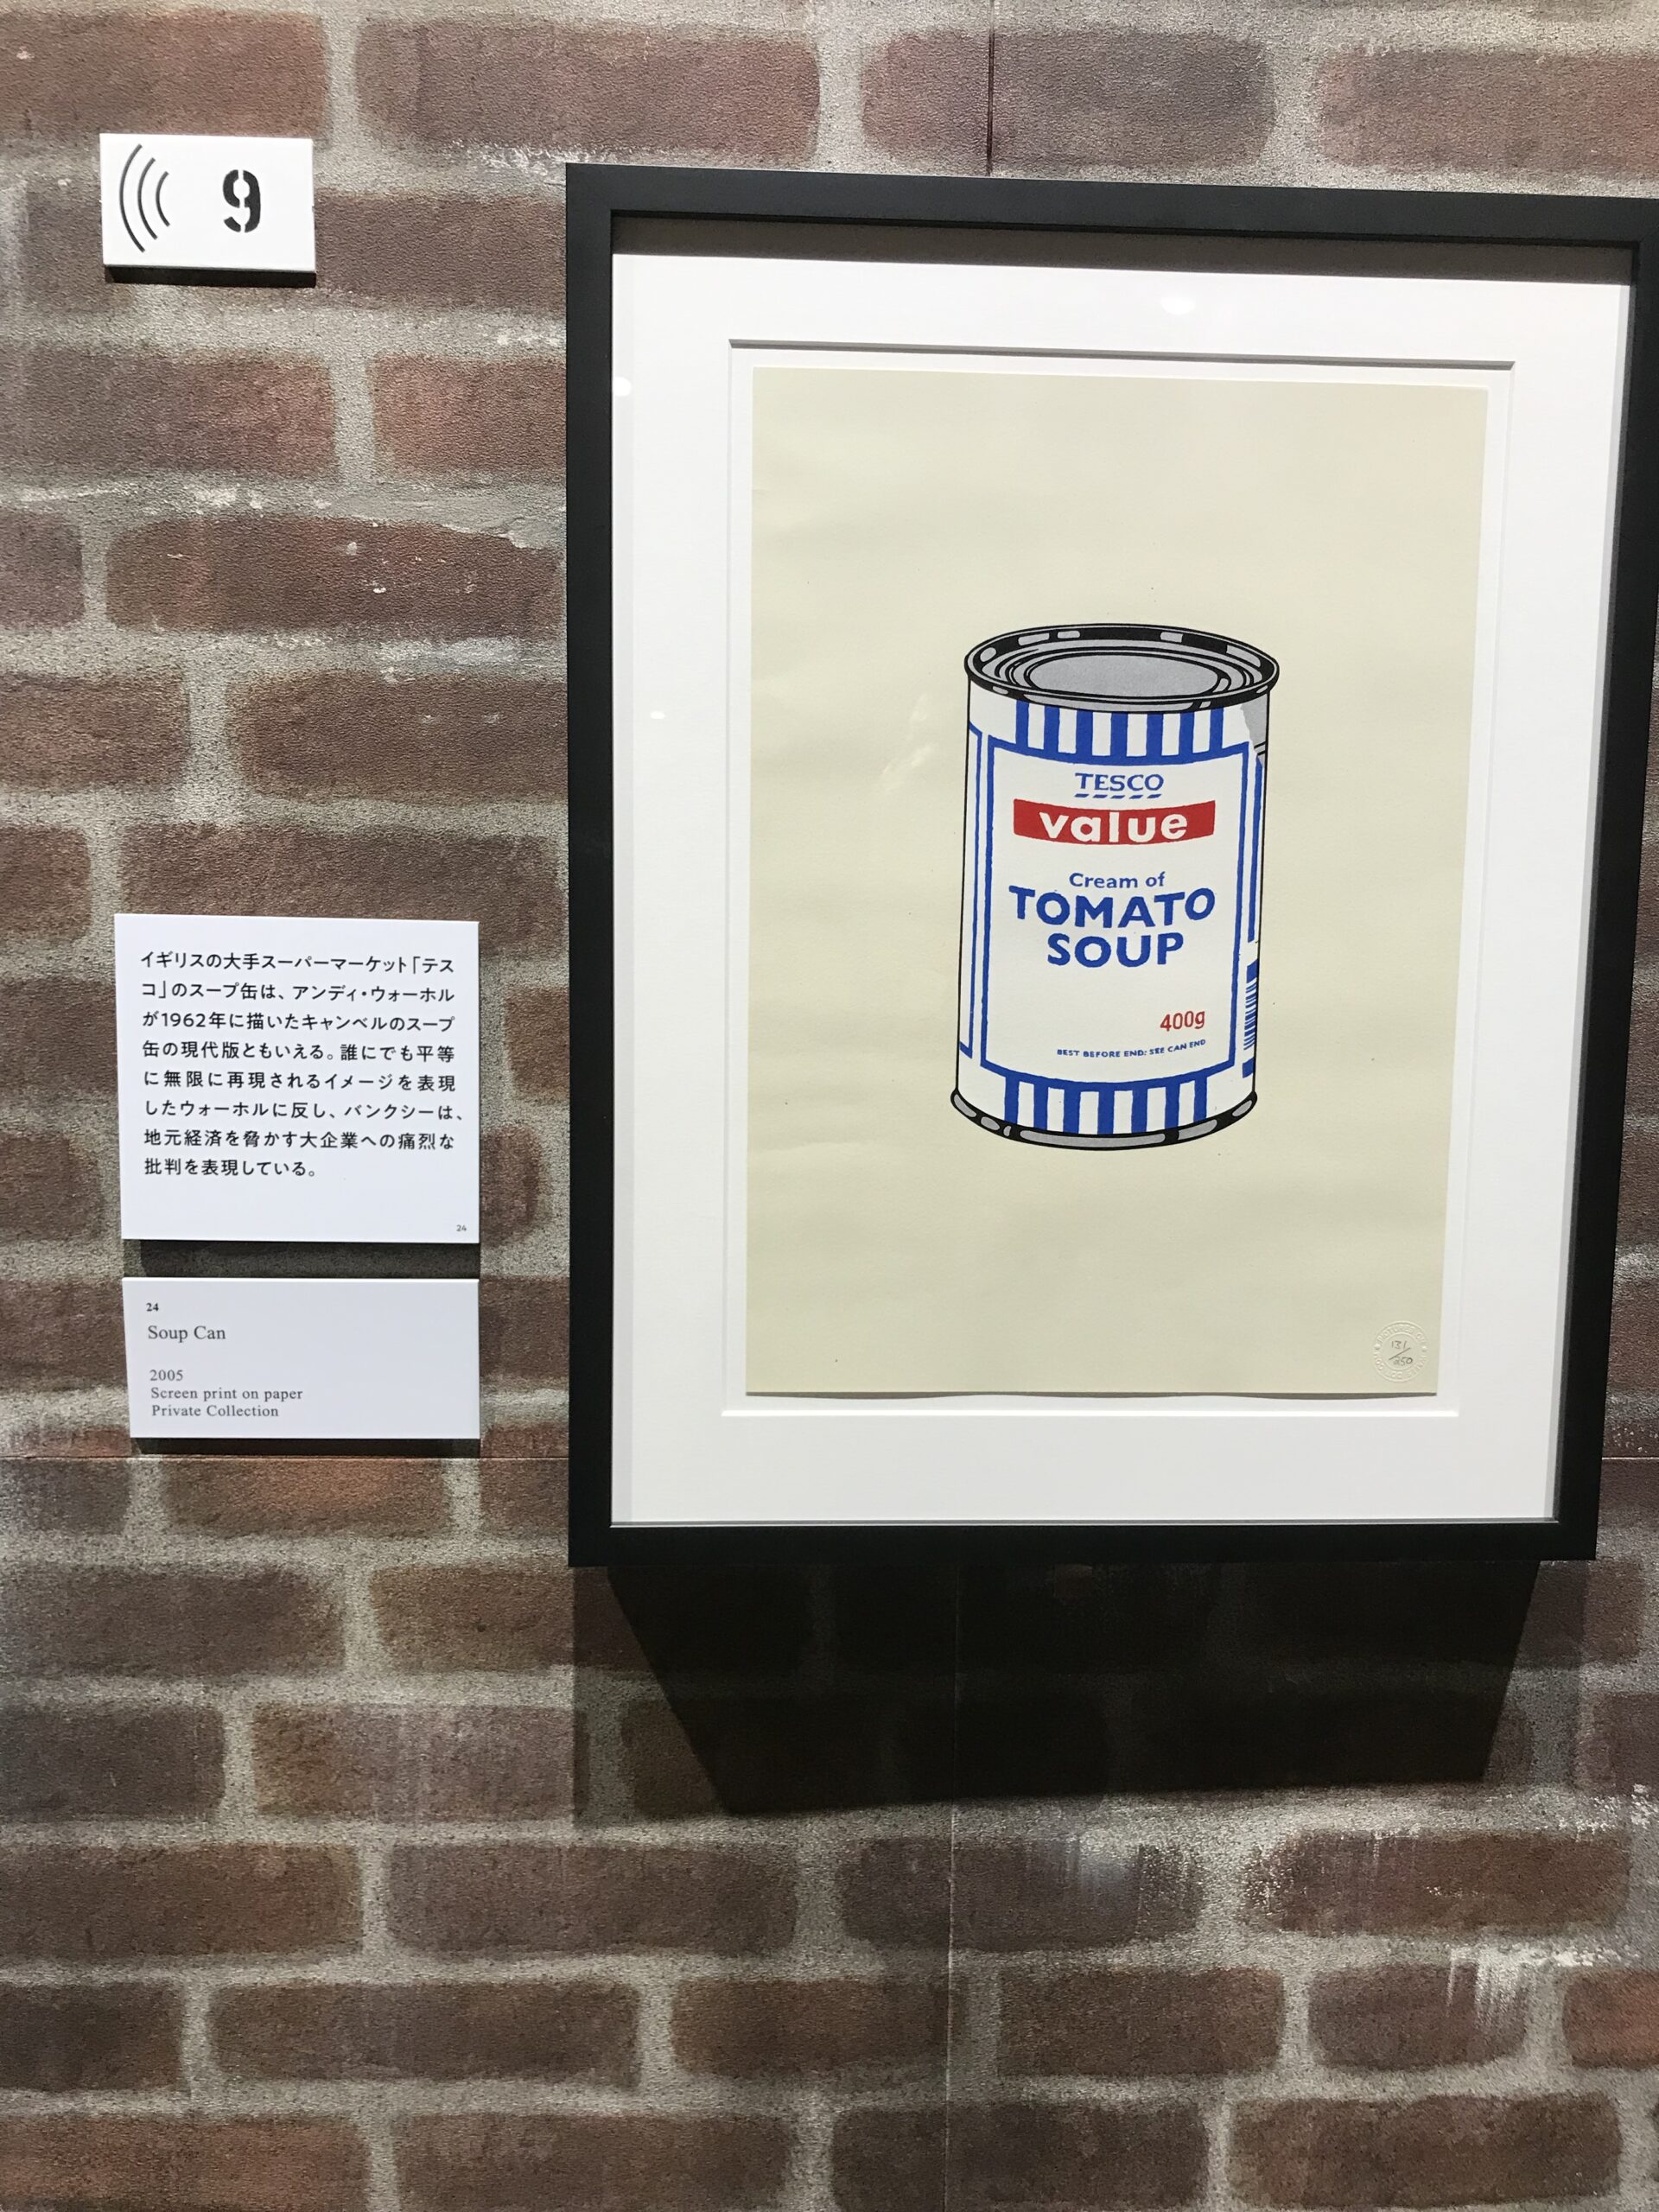 9
イギリスの大手スーパーマーケット「テス
コ」のスープ缶は、アンディ・ウォーホル
が1962年に描いたキャンベルのスープ
缶の現代版ともいえる。誰にでも平等
に無限に再現されるイメージを表現
したウォーホルに反し、バンクシーは、
地元経済を脅かす大企業への痛烈な
批判を表現している。
24
24
Soup Can
2005
Screen print on paper
Private Collection
TESCO
value
Cream of
TOMATO
SOUP
400g
BEST BEFORE END: SEE CAN END
131/250